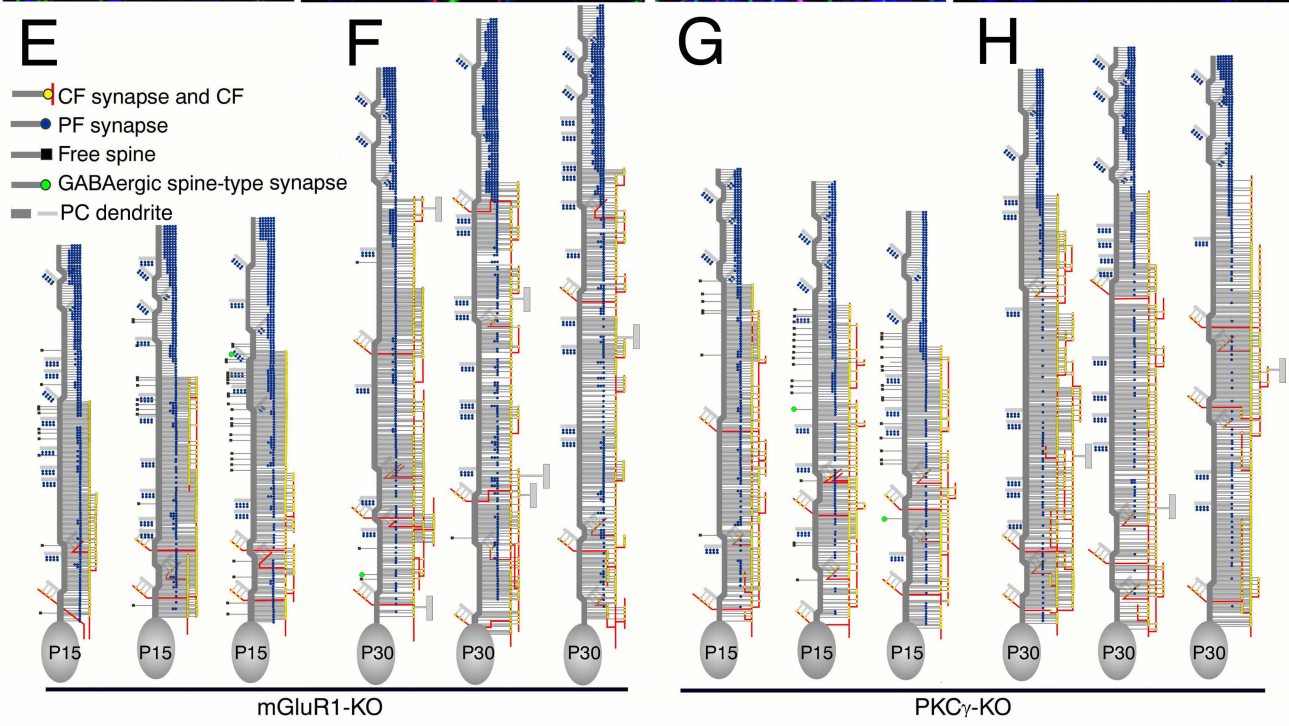 E
F
G
H
CF synapse and CF
PF synapse
Free spine
GABAergic spine-type synapse
PC dendrite
P15
P15
P15
P30
P30
P30
P15
P15
P15
P30
P30
P30
mGluR1-KO
PKCγ-KO